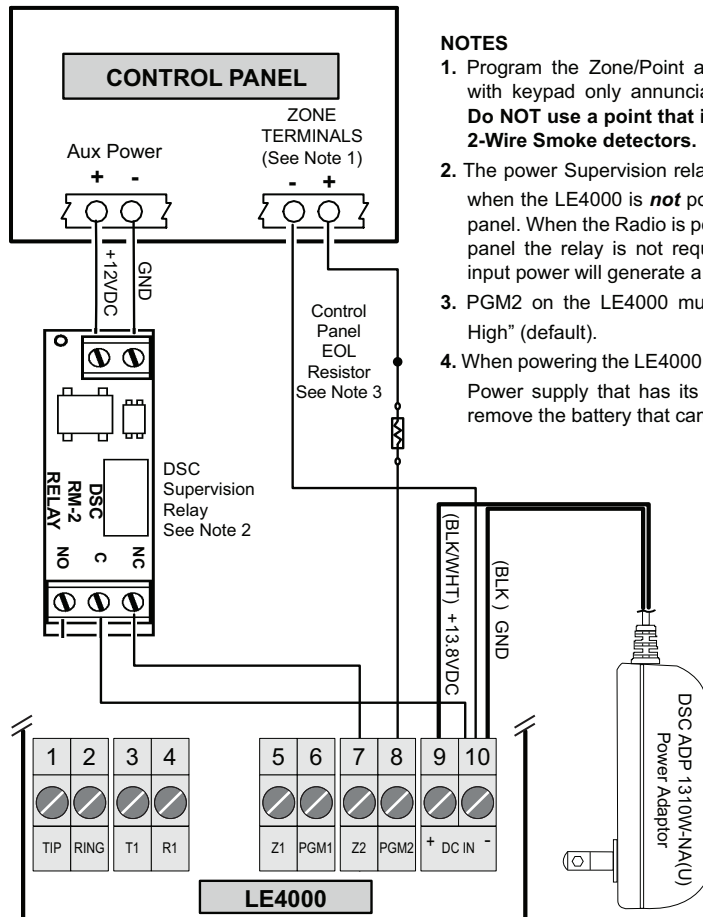 CONTROL PANEL
Aux Power
+ -
ZONE
TERMINALS
(See Note 1)
- +
+12VDC
GND
Control
Panel
EOL
Resistor
See Note 3
DSC
RM-2
RELAY
NO C NC
DSC
Supervision
Relay
See Note 2
(BLK/WHT) +13.8VDC
(BLK ) GND
DSC ADP 1310W-NA(U)
Power Adaptor
1 2 3 4 5 6 7 8 9 10
TIP RING T1 R1 Z1 PGM1 Z2 PGM2 + DC IN -
LE4000
NOTES
1. Program the Zone/Point a
with keypad only annuncia
Do NOT use a point that i
2-Wire Smoke detectors.
2. The power Supervision rela
when the LE4000 is not po
panel. When the Radio is po
panel the relay is not requ
input power will generate a
3. PGM2 on the LE4000 mu
High” (default).
4. When powering the LE4000
Power supply that has its
remove the battery that car